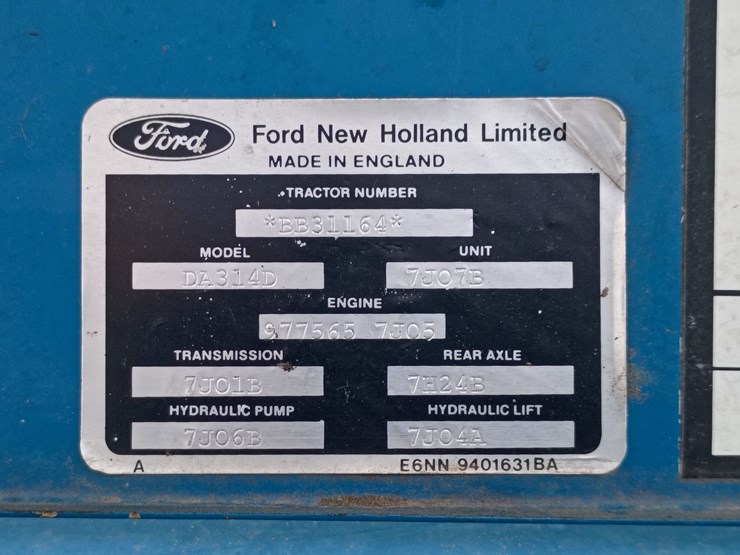 Ford Ford New Holland Limited
MADE IN ENGLAND
TRACTOR NUMBER
*BB31164*
MODEL UNIT
DA314D 7J07B
ENGINE
977565 7J05
TRANSMISSION REAR AXLE
7J01B 7H24B
HYDRAULIC PUMP HYDRAULIC LIFT
7J06B 7J04A
A E6NN 9401631BA